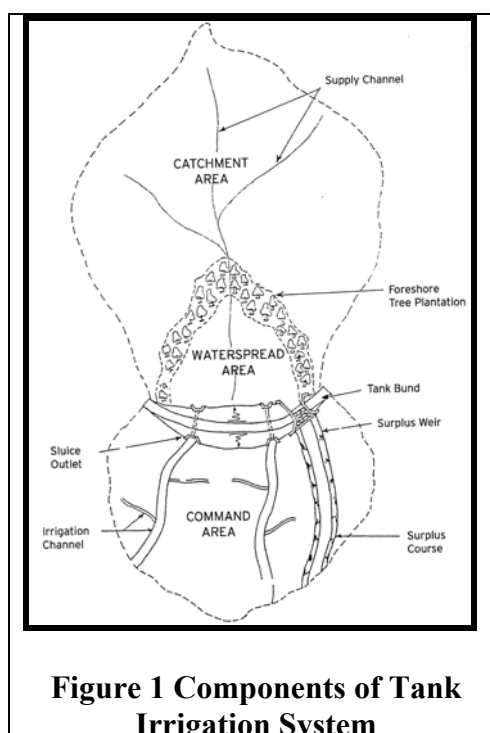 Supply Channel
CATCHMENT
AREA
Foreshore
Tree Plantation
WATERSPREAD
AREA
Tank Bund
Surplus Weir
Sluice
Outlet
COMMAND
AREA
Irrigation
Channel
Surplus
Course
Figure 1 Components of Tank
Irrigation System